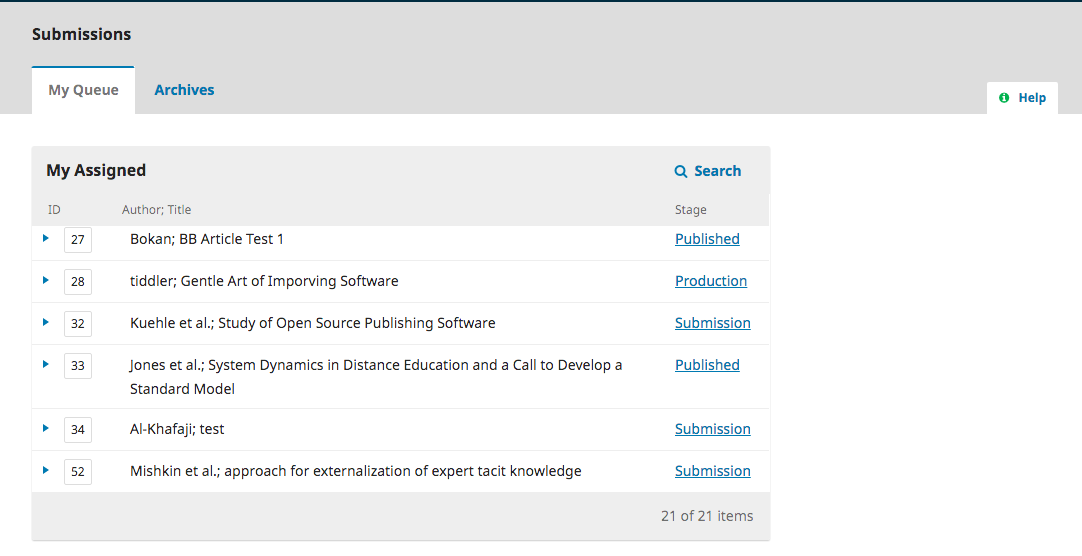 Submissions
My Queue Archives
Help
My Assigned Search
ID Author; Title Stage
27 Bokan; BB Article Test 1 Published
28 tiddler; Gentle Art of Imporving Software Production
32 Kuehle et al.; Study of Open Source Publishing Software Submission
33 Jones et al.; System Dynamics in Distance Education and a Call to Develop a Published
Standard Model
34 Al-Khafaji; test Submission
52 Mishkin et al.; approach for externalization of expert tacit knowledge Submission
21 of 21 items